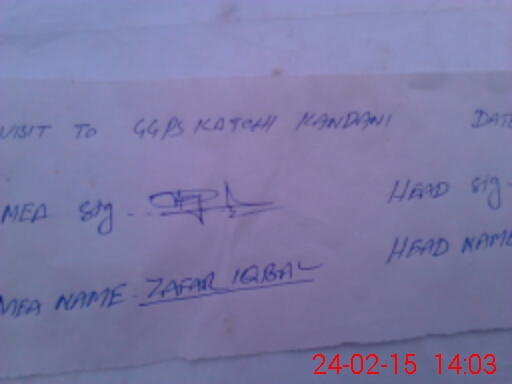 VISIT TO GGPS KATCHI KANDANI DATE
MEA Sig.. HEAD Sig.
MEA NAME. ZAFAR IQBAL HEAD NAME
24-02-15 14:03